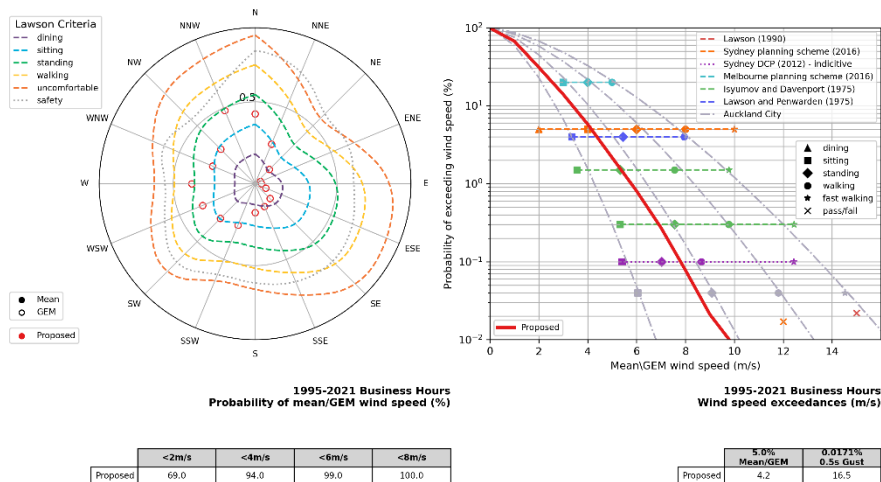 Lawson Criteria
dining
sitting
standing
walking
uncomfortable
safety
N
NNE
NE
ENE
E
ESE
SE
SSE
S
SSW
SW
WSW
W
WNW
NW
NNW
0.5
Mean
GEM
Proposed
1995-2021 Business Hours
Probability of mean/GEM wind speed (%)
<2m/s <4m/s <6m/s <8m/s
Proposed 69.0 94.0 99.0 100.0
Probability of exceeding wind speed (%)
10²
10¹
10⁰
10⁻¹
10⁻²
Lawson (1990)
Sydney planning scheme (2016)
Sydney DCP (2012) - Indicitive
Melbourne planning scheme (2016)
Isyumov and Davenport (1975)
Lawson and Penwarden (1975)
Auckland City
dining
sitting
standing
walking
fast walking
pass/fail
Proposed
0 2 4 6 8 10 12 14
Mean\GEM wind speed (m/s)
1995-2021 Business Hours
Wind speed exceedances (m/s)
5.0% 0.0171%
Mean/GEM 0.5s Gust
Proposed 4.2 16.5